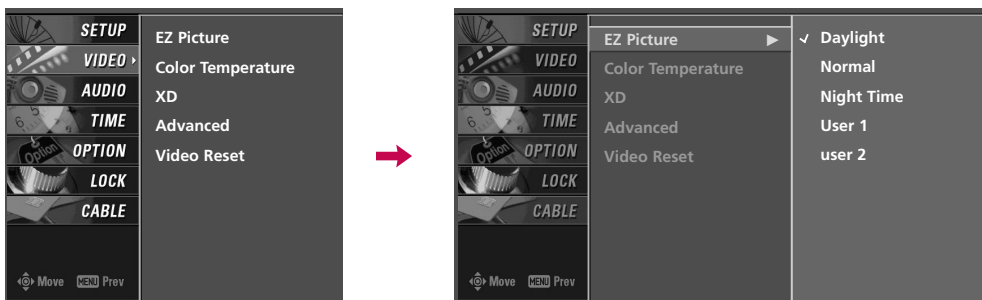 SETUP
VIDEO
AUDIO
TIME
OPTION
LOCK
CABLE
Move MENU Prev
EZ Picture
Color Temperature
XD
Advanced
Video Reset
SETUP
VIDEO
AUDIO
TIME
OPTION
LOCK
CABLE
Move MENU Prev
EZ Picture
Color Temperature
XD
Advanced
Video Reset
Daylight
Normal
Night Time
User 1
user 2